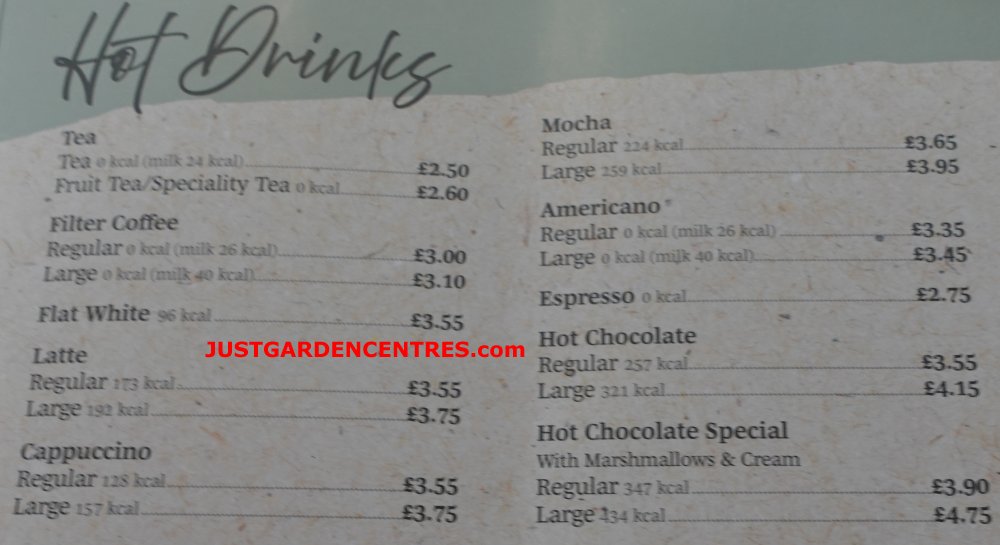 Hot Drinks
Tea
Tea 0 kcal (milk 24 kcal) £2.50
Fruit Tea/Speciality Tea 0 kcal £2.60
Filter Coffee
Regular 0 kcal (milk 26 kcal) £3.00
Large 0 kcal (milk 40 kcal) £3.10
Flat White 96 kcal £3.55
Latte
Regular 173 kcal £3.55
Large 192 kcal £3.75
Cappuccino
Regular 128 kcal £3.55
Large 157 kcal £3.75
Mocha
Regular 224 kcal £3.65
Large 259 kcal £3.95
Americano
Regular 0 kcal (milk 26 kcal) £3.35
Large 0 kcal (milk 40 kcal) £3.45
Espresso 0 kcal £2.75
Hot Chocolate
Regular 257 kcal £3.55
Large 321 kcal £4.15
Hot Chocolate Special
With Marshmallows & Cream
Regular 347 kcal £3.90
Large 434 kcal £4.75
JUSTGARDENCENTRES.com